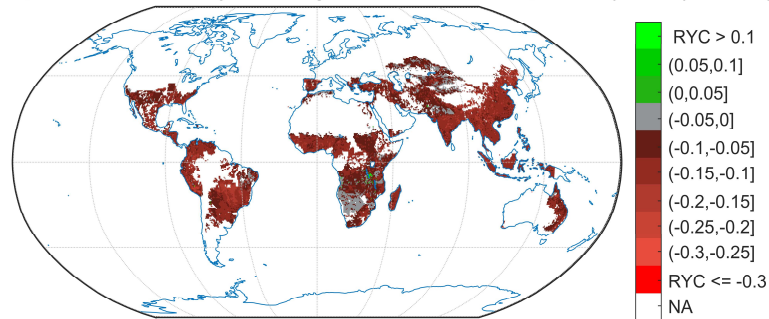 RYC > 0.1
(0.05,0.1]
(0,0.05]
(-0.05,0]
(-0.1,-0.05]
(-0.15,-0.1]
(-0.2,-0.15]
(-0.25,-0.2]
(-0.3,-0.25]
RYC <= -0.3
NA